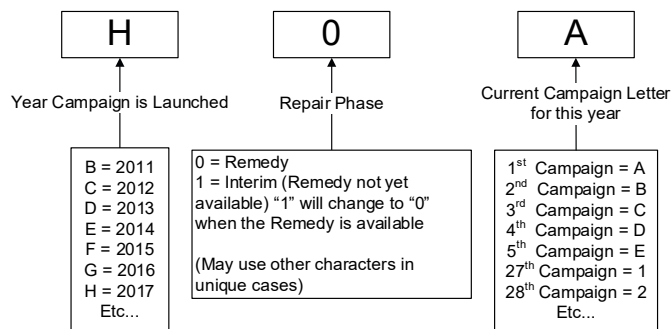 H
0
A
Year Campaign is Launched
Repair Phase
Current Campaign Letter
for this year
B = 2011
C = 2012
D = 2013
E = 2014
F = 2015
G = 2016
H = 2017
Etc...
0 = Remedy
1 = Interim (Remedy not yet
available) “1” will change to “0”
when the Remedy is available
(May use other characters in
unique cases)
1st Campaign = A
2nd Campaign = B
3rd Campaign = C
4th Campaign = D
5th Campaign = E
27th Campaign = 1
28th Campaign = 2
Etc...